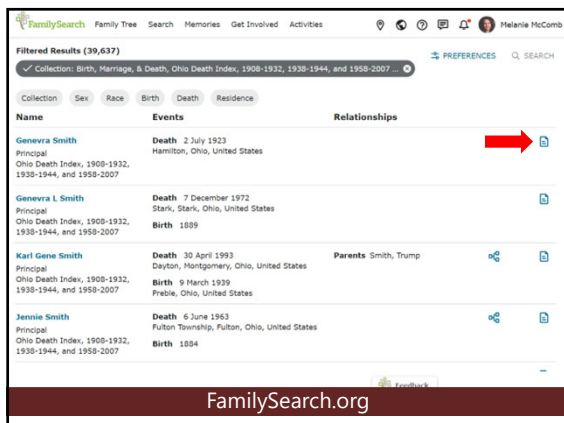 FamilySearch Family Tree Search Memories Get Involved Activities Melanie McComb
Filtered Results (39,637)
PREFERENCES SEARCH
Collection: Birth, Marriage, & Death, Ohio Death Index, 1908-1932, 1938-1944, and 1958-2007 ...
Collection Sex Race Birth Death Residence
Name Events Relationships
Genevra Smith Death 2 July 1923
Principal Hamilton, Ohio, United States
Ohio Death Index, 1908-1932,
1938-1944, and 1958-2007
Genevra L Smith Death 7 December 1972
Principal Stark, Stark, Ohio, United States
Ohio Death Index, 1908-1932, Birth 1889
1938-1944, and 1958-2007
Karl Gene Smith Death 30 April 1993 Parents Smith, Trump
Principal Dayton, Montgomery, Ohio, United States
Ohio Death Index, 1908-1932, Birth 9 March 1939
1938-1944, and 1958-2007 Preble, Ohio, United States
Jennie Smith Death 6 June 1963
Principal Fulton Township, Fulton, Ohio, United States
Ohio Death Index, 1908-1932, Birth 1884
1938-1944, and 1958-2007
Feedback
FamilySearch.org